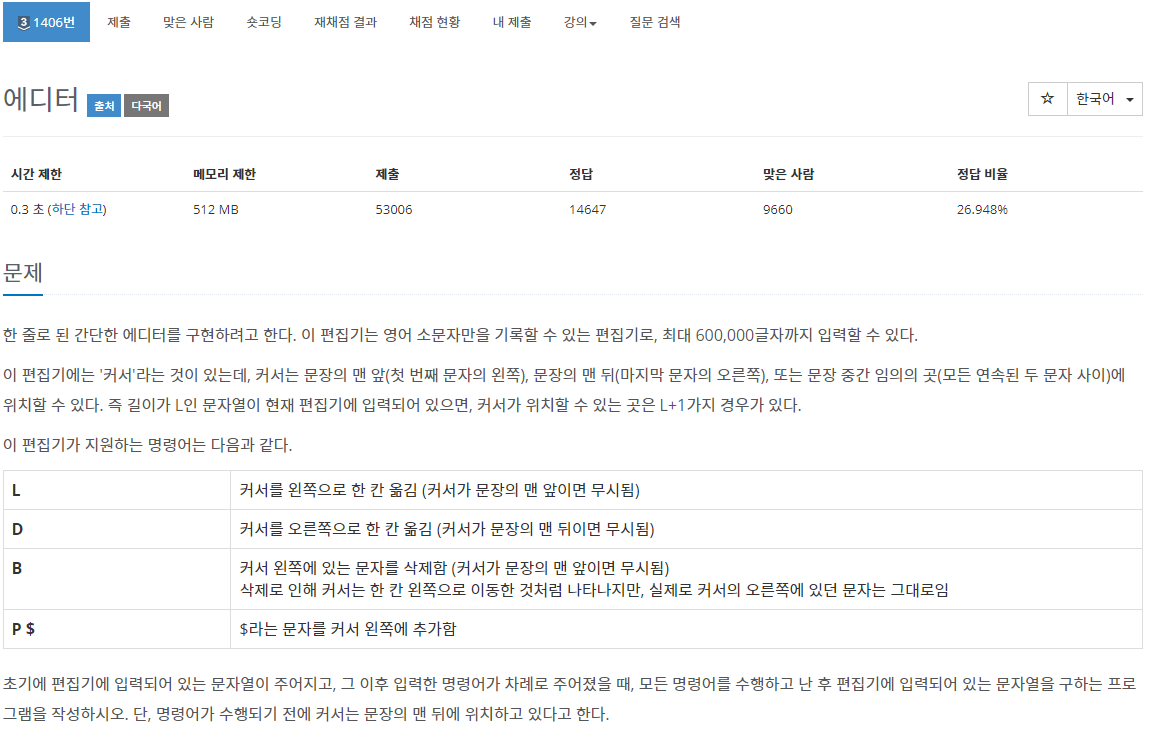 3 1406번 제출 맞은 사람 숏코딩 재채점 결과 채점 현황 내 제출 강의 질문 검색
에디터 출처 다국어 ☆ 한국어
시간 제한 메모리 제한 제출 정답 맞은 사람 정답 비율
0.3 초 (하단 참고) 512 MB 53006 14647 9660 26.948%
문제
한 줄로 된 간단한 에디터를 구현하려고 한다. 이 편집기는 영어 소문자만을 기록할 수 있는 편집기로, 최대 600,000글자까지 입력할 수 있다.
이 편집기에는 '커서'라는 것이 있는데, 커서는 문장의 맨 앞(첫 번째 문자의 왼쪽), 문장의 맨 뒤(마지막 문자의 오른쪽), 또는 문장 중간 임의의 곳(모든 연속된 두 문자 사이)에
위치할 수 있다. 즉 길이가 L인 문자열이 현재 편집기에 입력되어 있으면, 커서가 위치할 수 있는 곳은 L+1가지 경우가 있다.
이 편집기가 지원하는 명령어는 다음과 같다.
L 커서를 왼쪽으로 한 칸 옮김 (커서가 문장의 맨 앞이면 무시됨)
D 커서를 오른쪽으로 한 칸 옮김 (커서가 문장의 맨 뒤이면 무시됨)
B 커서 왼쪽에 있는 문자를 삭제함 (커서가 문장의 맨 앞이면 무시됨)
삭제로 인해 커서는 한 칸 왼쪽으로 이동한 것처럼 나타나지만, 실제로 커서의 오른쪽에 있던 문자는 그대로임
P $ $라는 문자를 커서 왼쪽에 추가함
초기에 편집기에 입력되어 있는 문자열이 주어지고, 그 이후 입력한 명령어가 차례로 주어졌을 때, 모든 명령어를 수행하고 난 후 편집기에 입력되어 있는 문자열을 구하는 프로
그램을 작성하시오. 단, 명령어가 수행되기 전에 커서는 문장의 맨 뒤에 위치하고 있다고 한다.